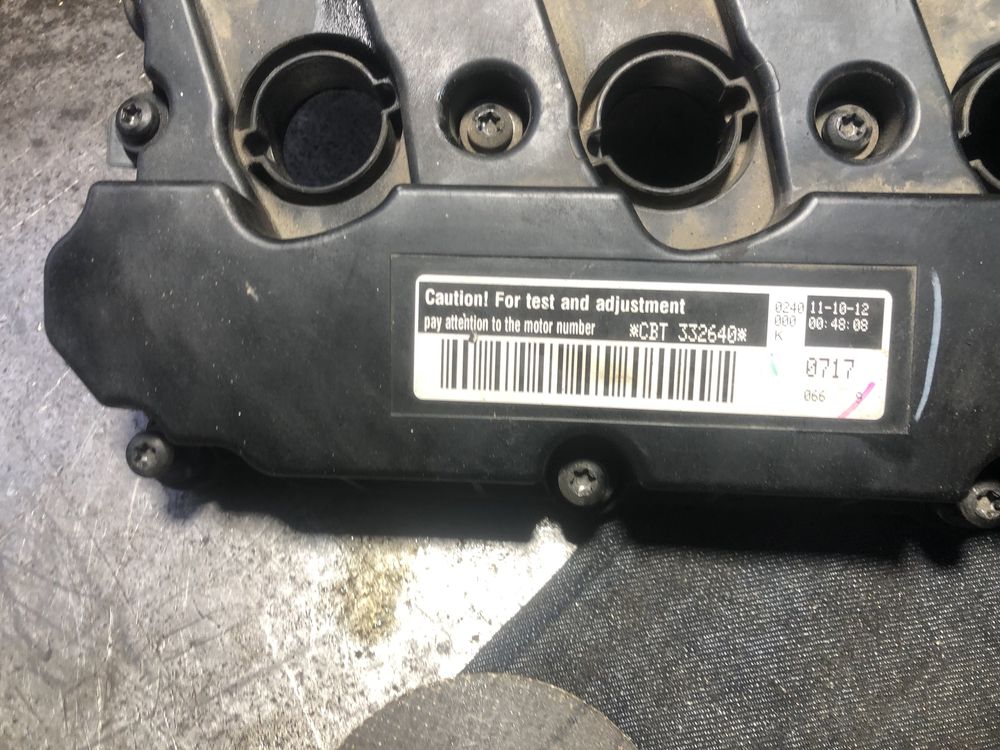 Caution! For test and adjustment
pay attention to the motor number
*CBT 332640*
0240
000
K
11-10-12
00:48:08
0717
066 9